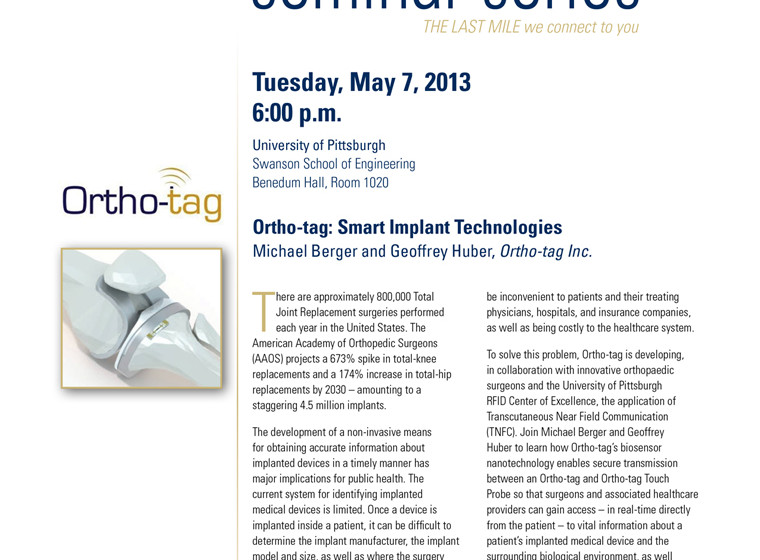 seminar series
THE LAST MILE we connect to you
Tuesday, May 7, 2013
6:00 p.m.
University of Pittsburgh
Swanson School of Engineering
Benedum Hall, Room 1020
Ortho-tag
Ortho-tag: Smart Implant Technologies
Michael Berger and Geoffrey Huber, Ortho-tag Inc.
There are approximately 800,000 Total
Joint Replacement surgeries performed
each year in the United States. The
American Academy of Orthopedic Surgeons
(AAOS) projects a 673% spike in total-knee
replacements and a 174% increase in total-hip
replacements by 2030 – amounting to a
staggering 4.5 million implants.
The development of a non-invasive means
for obtaining accurate information about
implanted devices in a timely manner has
major implications for public health. The
current system for identifying implanted
medical devices is limited. Once a device is
implanted inside a patient, it can be difficult to
determine the implant manufacturer, the implant
model and size, as well as where the surgery
be inconvenient to patients and their treating
physicians, hospitals, and insurance companies,
as well as being costly to the healthcare system.
To solve this problem, Ortho-tag is developing,
in collaboration with innovative orthopaedic
surgeons and the University of Pittsburgh
RFID Center of Excellence, the application of
Transcutaneous Near Field Communication
(TNFC). Join Michael Berger and Geoffrey
Huber to learn how Ortho-tag's biosensor
nanotechnology enables secure transmission
between an Ortho-tag and Ortho-tag Touch
Probe so that surgeons and associated healthcare
providers can gain access – in real-time directly
from the patient – to vital information about a
patient's implanted medical device and the
surrounding biological environment, as well